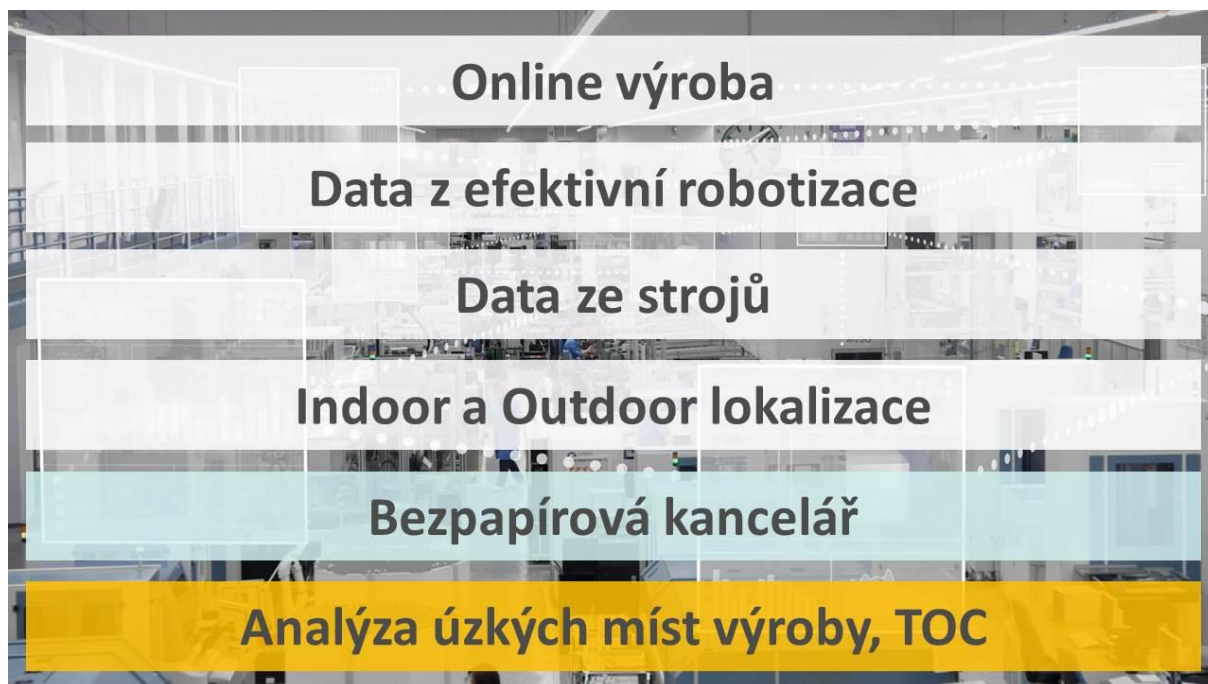 Online výroba
Data z efektivní robotizace
Data ze strojů
Indoor a Outdoor lokalizace
Bezpapírová kancelář
Analýza úzkých míst výroby, TOC